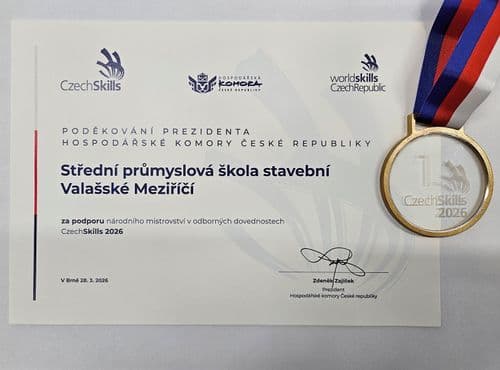 CzechSkills
HOSPODÁŘSKÁ
KOMORA
ČESKÉ REPUBLIKY
worldskills
CzechRepublic
PODĚKOVÁNÍ PREZIDENTA
HOSPODÁŘSKÉ KOMORY ČESKÉ REPUBLIKY
Střední průmyslová škola stavební
Valašské Meziříčí
za podporu národního mistrovství v odborných dovednostech
CzechSkills 2026
V Brně 28. 3. 2026
Zdeněk Zajíček
Prezident
Hospodářské komory České republiky
1.
CzechSkills
2026